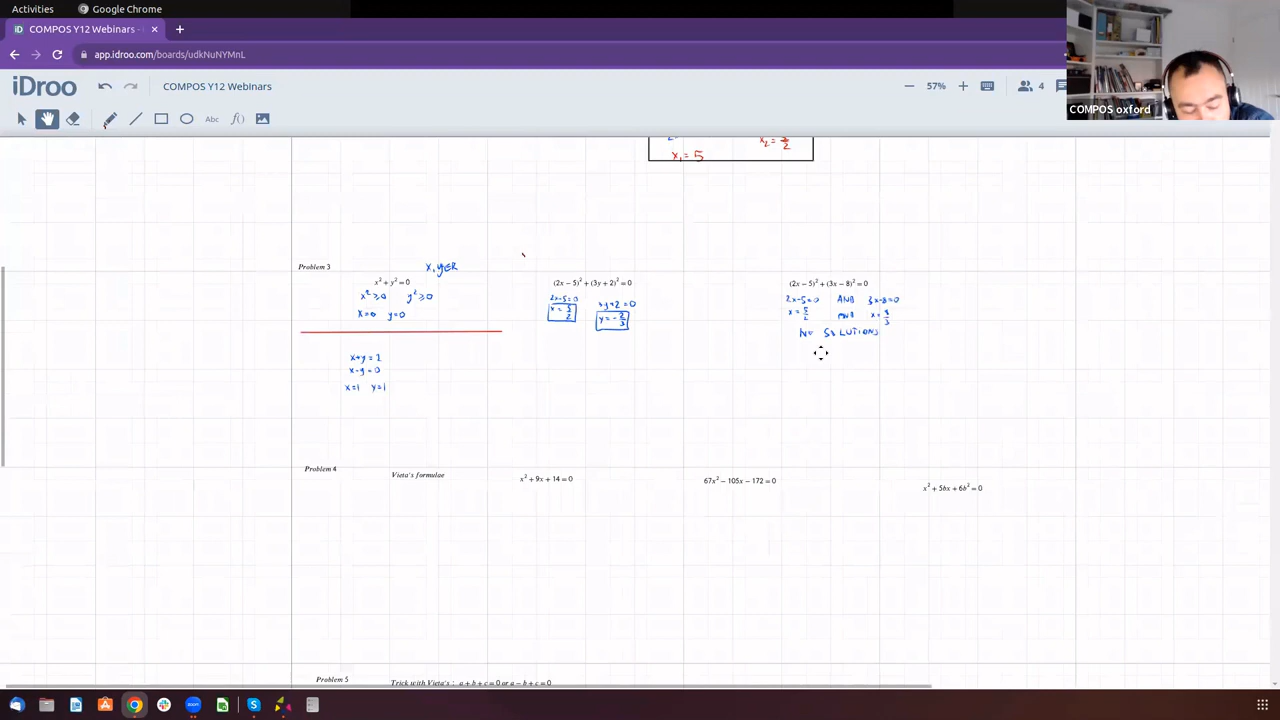 Activities
Google Chrome
COMPOS Y12 Webinars -
app.idroo.com/boards/udkNuNYMnL
iDroo
COMPOS Y12 Webinars
57%
4
Abc
f()
COMPOS oxford
x₁ = 5
x₂ = 3/2
Problem 3
x, y∈R
x² + y² = 0
x² ≥ 0 y² ≥ 0
x=0 y=0
x+y = 2
x-y = 0
x=1 y=1
(2x − 5)² + (3y + 2)² = 0
2x-5=0 3y+2=0
x = 5/2 y = -2/3
(2x − 5)² + (3x − 8)² = 0
2x-5=0 AND 3x-8=0
x = 5/2 AND x = 8/3
NO SOLUTIONS
Problem 4
Vieta's formulae
x² + 9x + 14 = 0
67x² − 105x − 172 = 0
x² + 5bx + 6b² = 0
Problem 5
Trick with Vieta's : a + b + c = 0 or a − b + c = 0